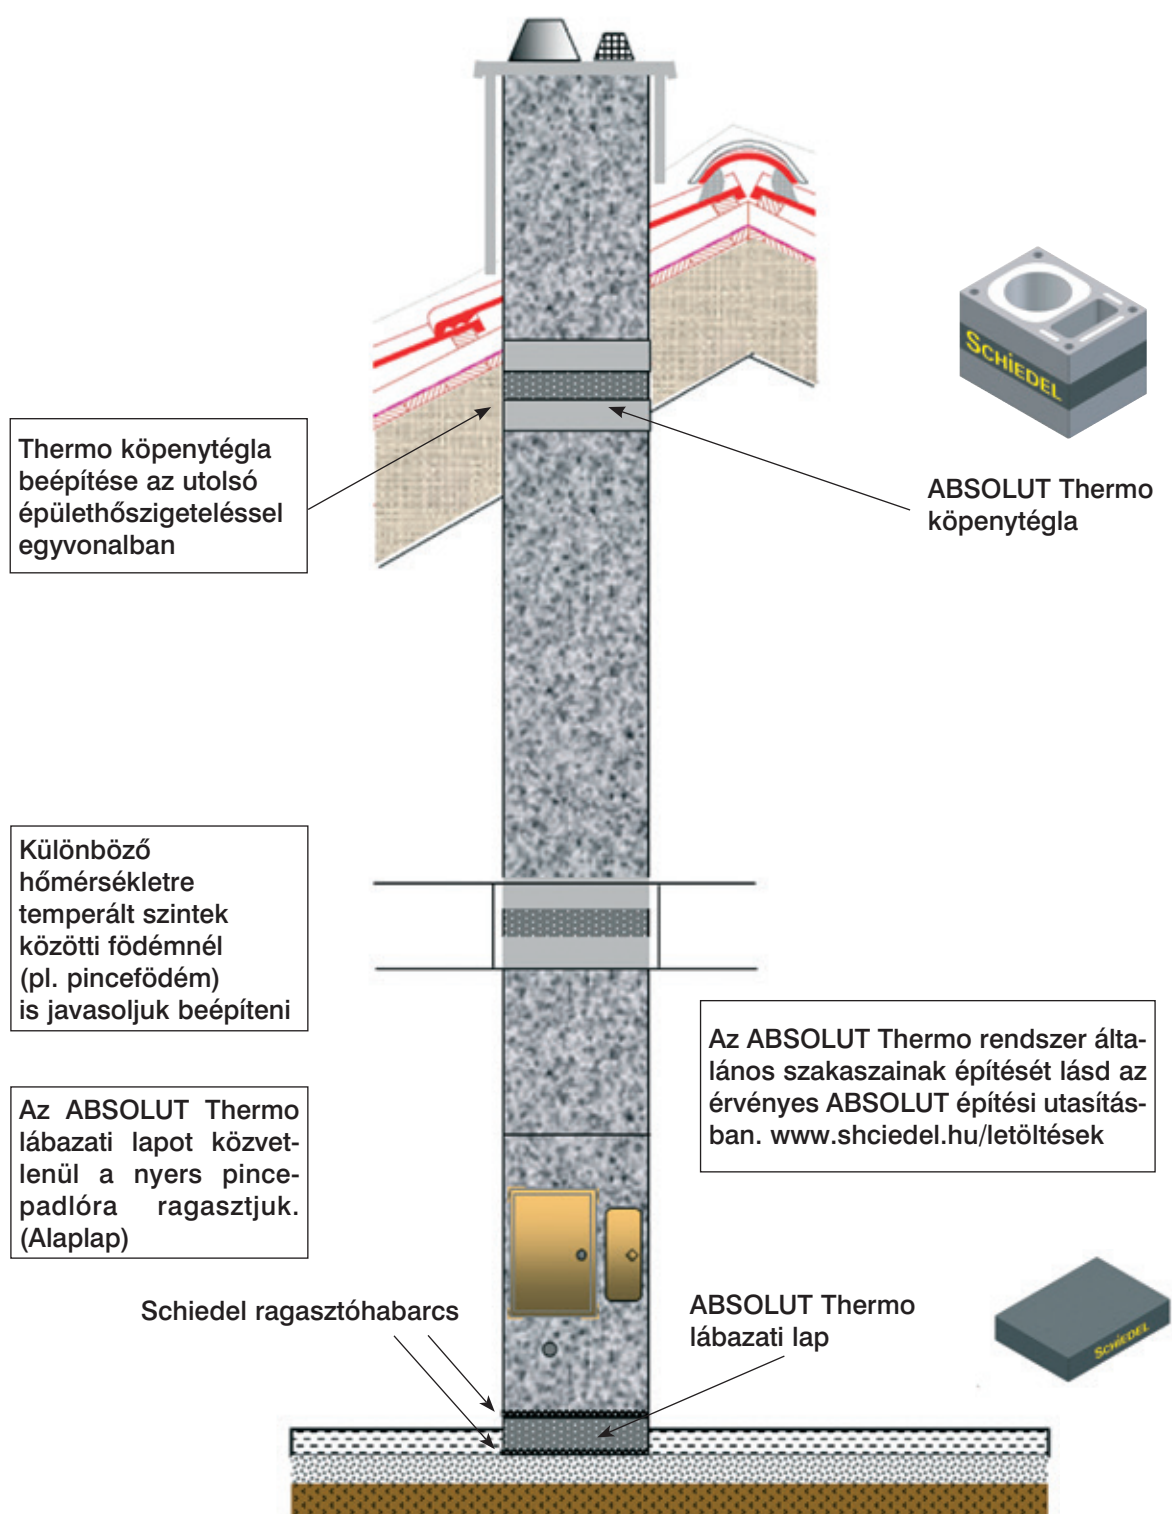 SCHIEDEL
Thermo köpenytégla
beépítése az utolsó
épülethőszigeteléssel
egyvonalban
ABSOLUT Thermo
köpenytégla
Különböző
hőmérsékletre
temperált szintek
közötti födémnél
(pl. pincefödém)
is javasoljuk beépíteni
Az ABSOLUT Thermo rendszer álta-
lános szakaszainak építését lásd az
érvényes ABSOLUT építési utasítás-
ban. www.shciedel.hu/letöltések
Az ABSOLUT Thermo
lábazati lapot közvet-
lenül a nyers pince-
padlóra ragasztjuk.
(Alaplap)
Schiedel ragasztóhabarcs
ABSOLUT Thermo
lábazati lap
SCHIEDEL